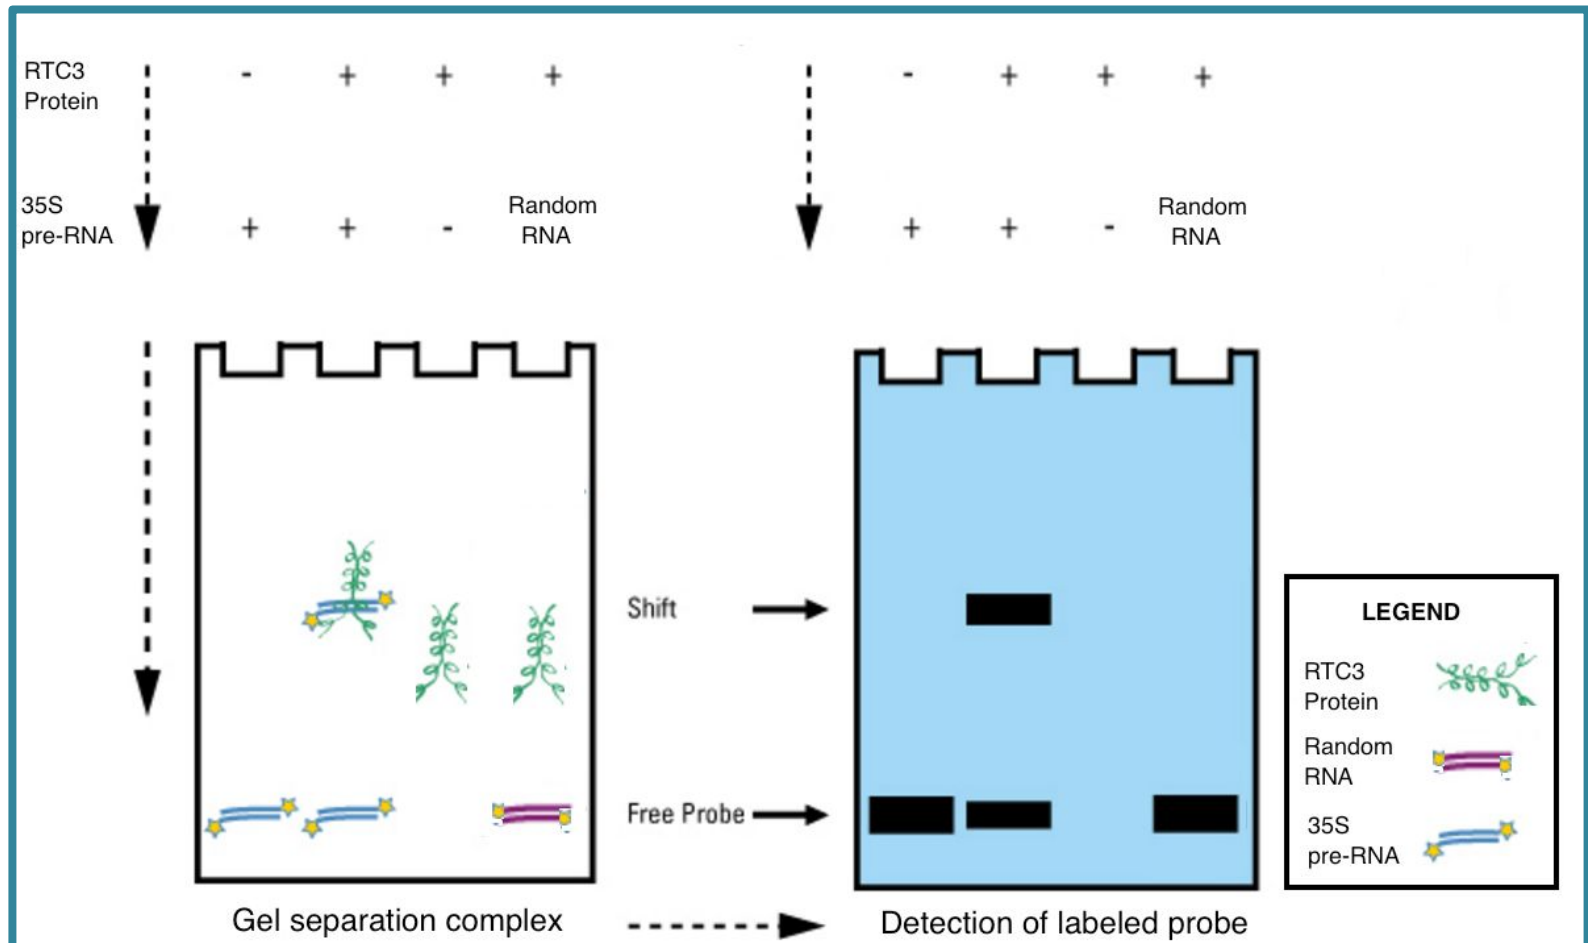 RTC3
Protein
- + + +
- + + +
35S
pre-RNA
+ + - Random
RNA
+ + - Random
RNA
Shift
Free Probe
LEGEND
RTC3
Protein
Random
RNA
35S
pre-RNA
Gel separation complex
Detection of labeled probe